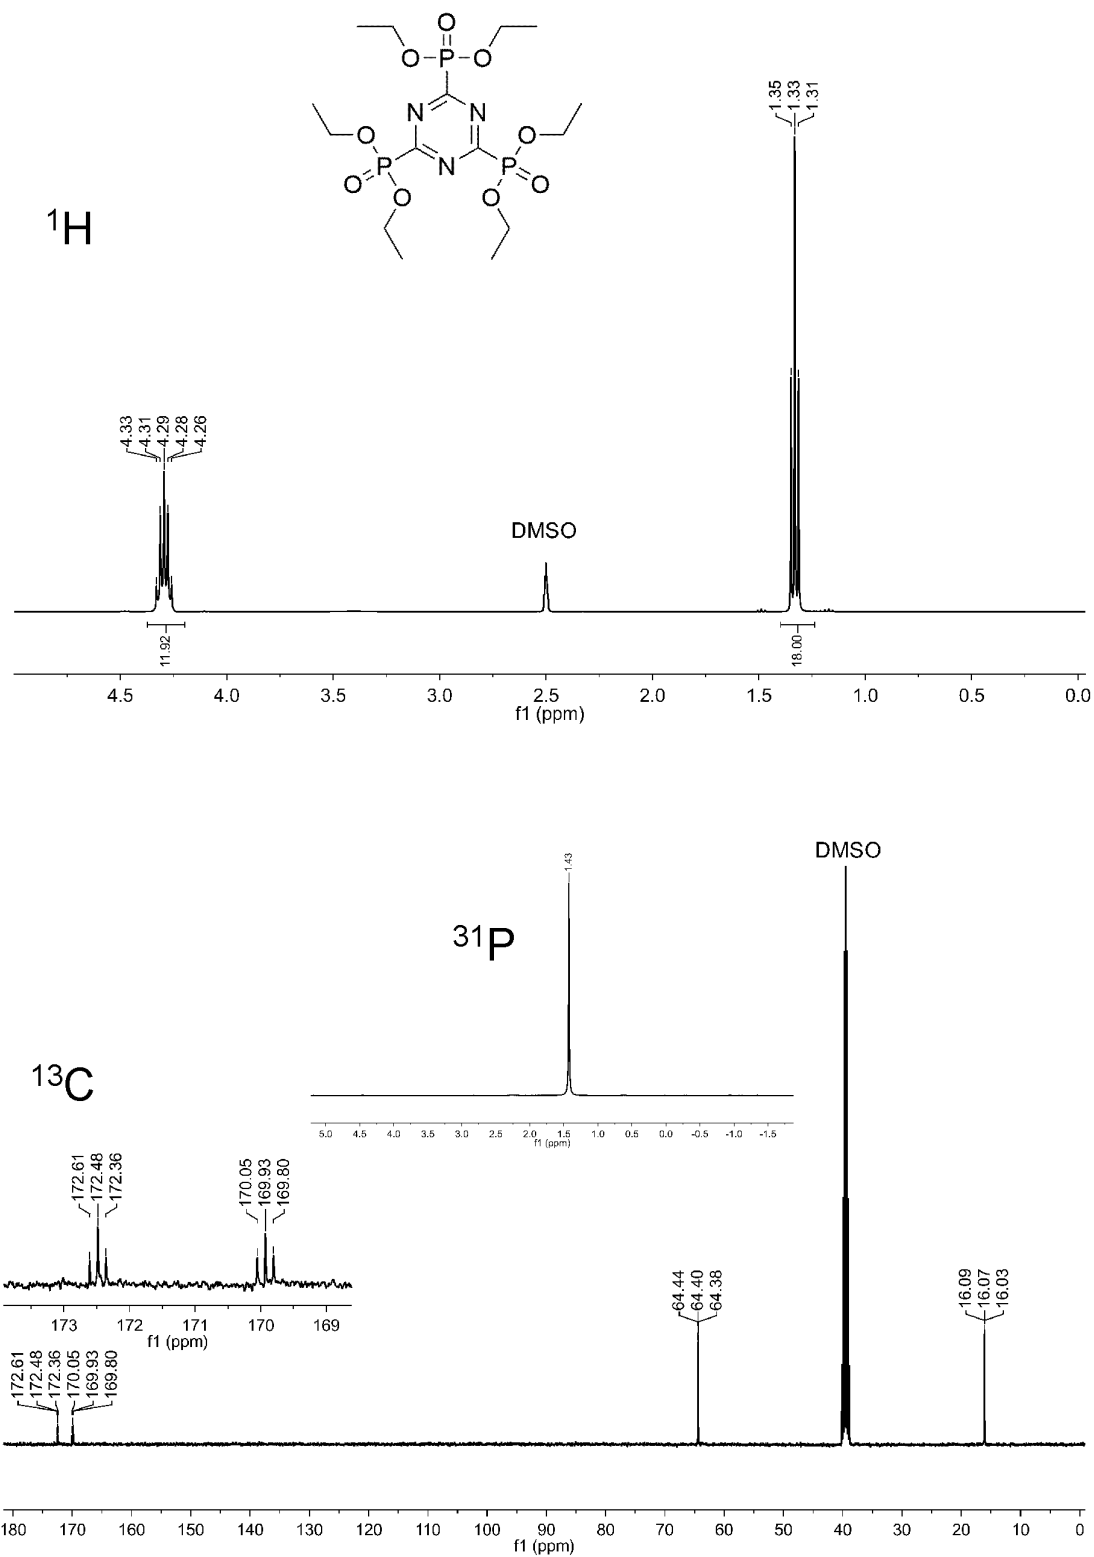 O
O P O
N N
O O
P N P
O O
O O
¹H
1.35
1.33
1.31
4.33
4.31
4.29
4.28
4.26
DMSO
11.92
18.00
4.5 4.0 3.5 3.0 2.5 2.0 1.5 1.0 0.5 0.0
f1 (ppm)
DMSO
1.43
³¹P
¹³C
5.0 4.5 4.0 3.5 3.0 2.5 2.0 1.5 1.0 0.5 0.0 -0.5 -1.0 -1.5
f1 (ppm)
172.61
172.48
172.36
170.05
169.93
169.80
173 172 171 170 169
f1 (ppm)
64.44
64.40
64.38
16.09
16.07
16.03
172.61
172.48
172.36
170.05
169.93
169.80
180 170 160 150 140 130 120 110 100 90 80 70 60 50 40 30 20 10 0
f1 (ppm)